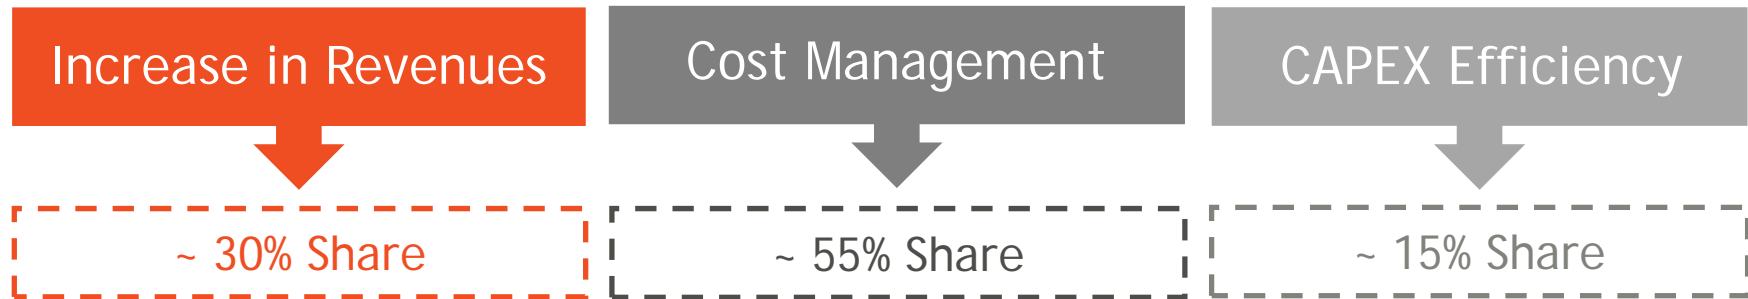 Increase in Revenues
Cost Management
CAPEX Efficiency
~ 30% Share
~ 55% Share
~ 15% Share